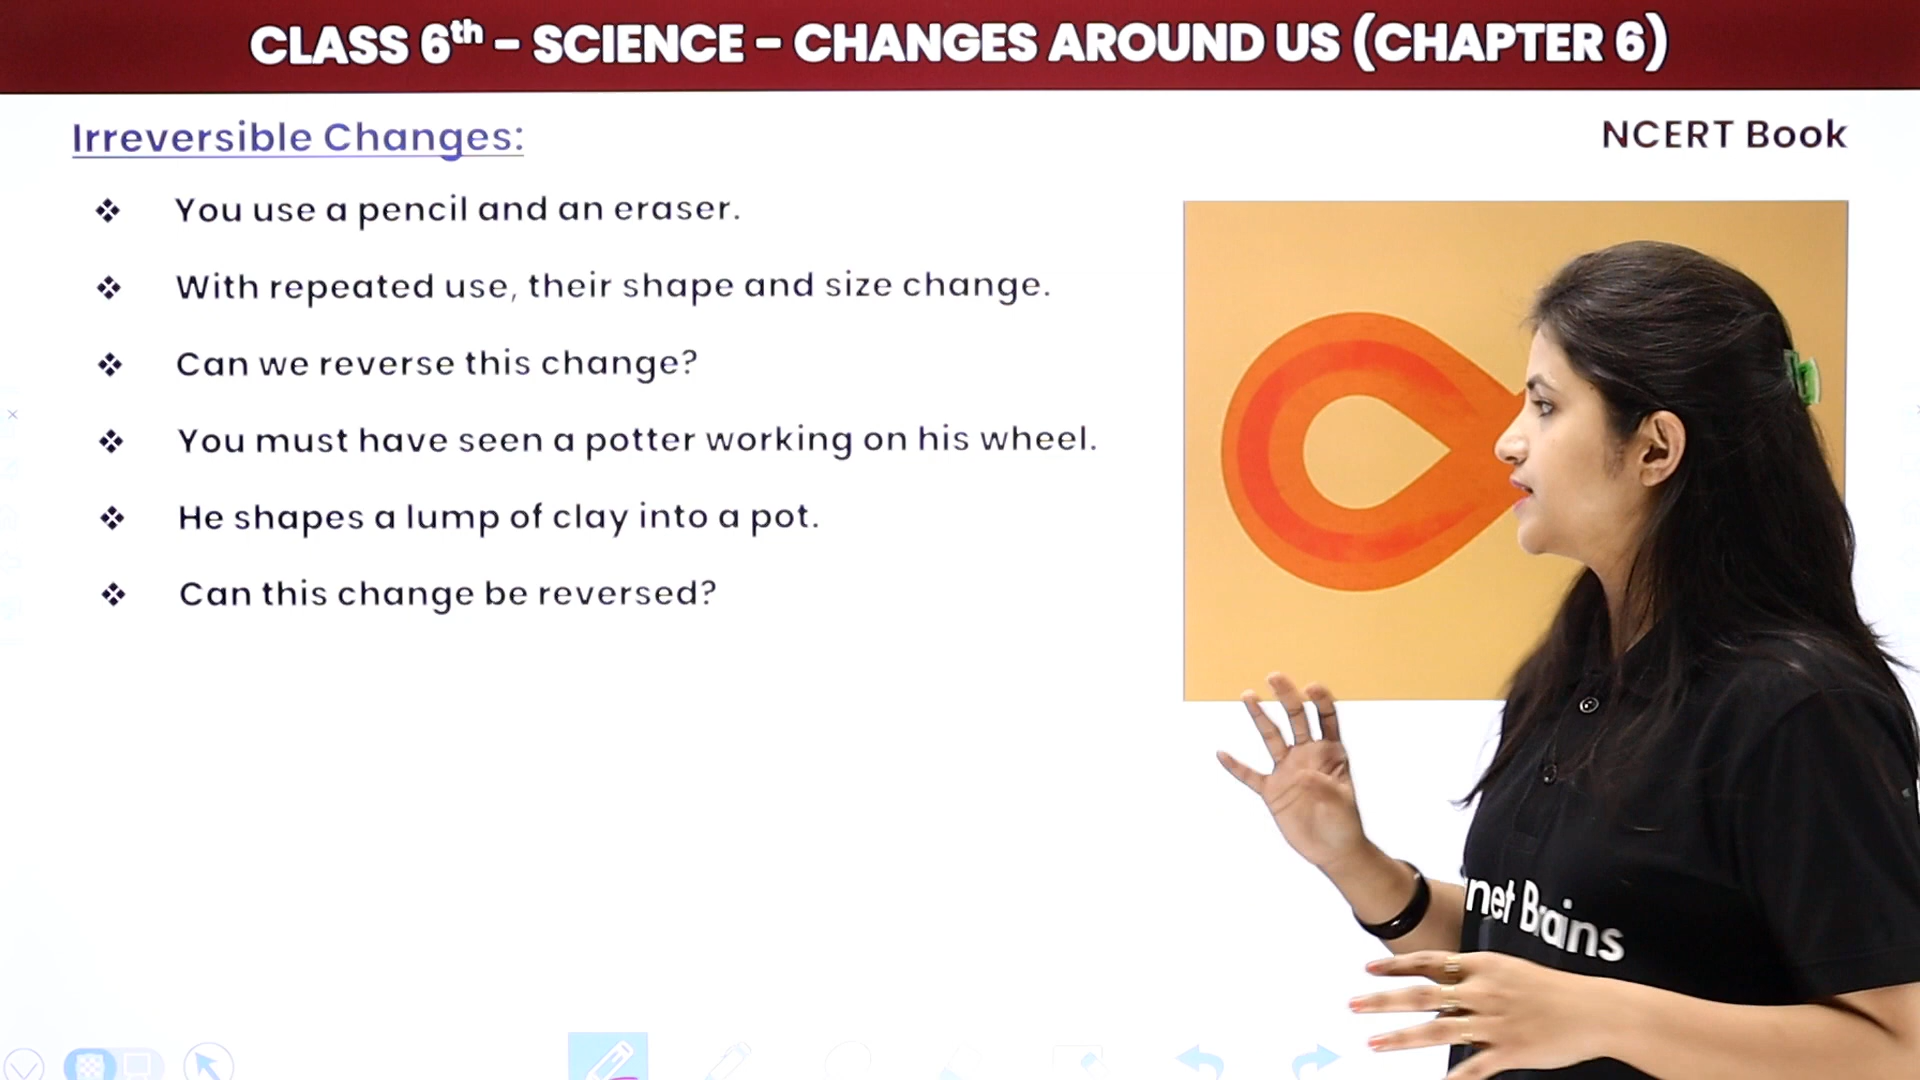 CLASS 6th – SCIENCE – CHANGES AROUND US (CHAPTER 6)
Irreversible Changes:
NCERT Book
❖ You use a pencil and an eraser.
❖ With repeated use, their shape and size change.
❖ Can we reverse this change?
❖ You must have seen a potter working on his wheel.
❖ He shapes a lump of clay into a pot.
❖ Can this change be reversed?
net Brains